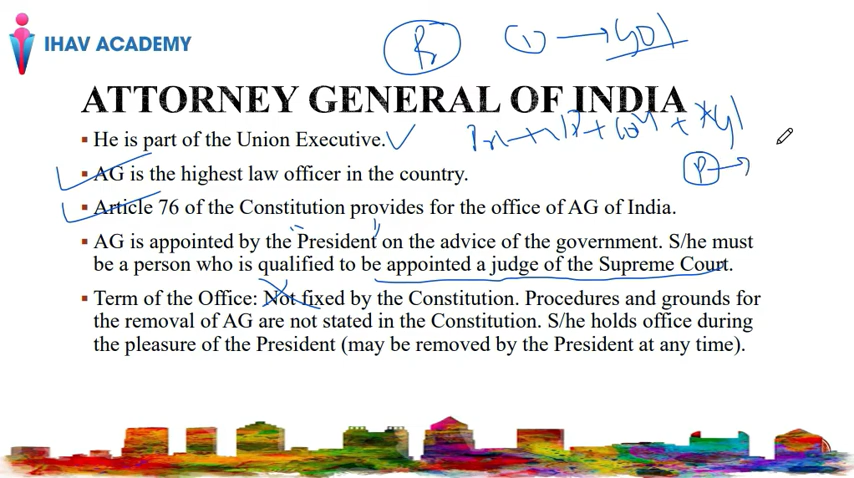 IHAV ACADEMY
ATTORNEY GENERAL OF INDIA
▪ He is part of the Union Executive.
▪ AG is the highest law officer in the country.
▪ Article 76 of the Constitution provides for the office of AG of India.
▪ AG is appointed by the President on the advice of the government. S/he must
be a person who is qualified to be appointed a judge of the Supreme Court.
▪ Term of the Office: Not fixed by the Constitution. Procedures and grounds for
the removal of AG are not stated in the Constitution. S/he holds office during
the pleasure of the President (may be removed by the President at any time).